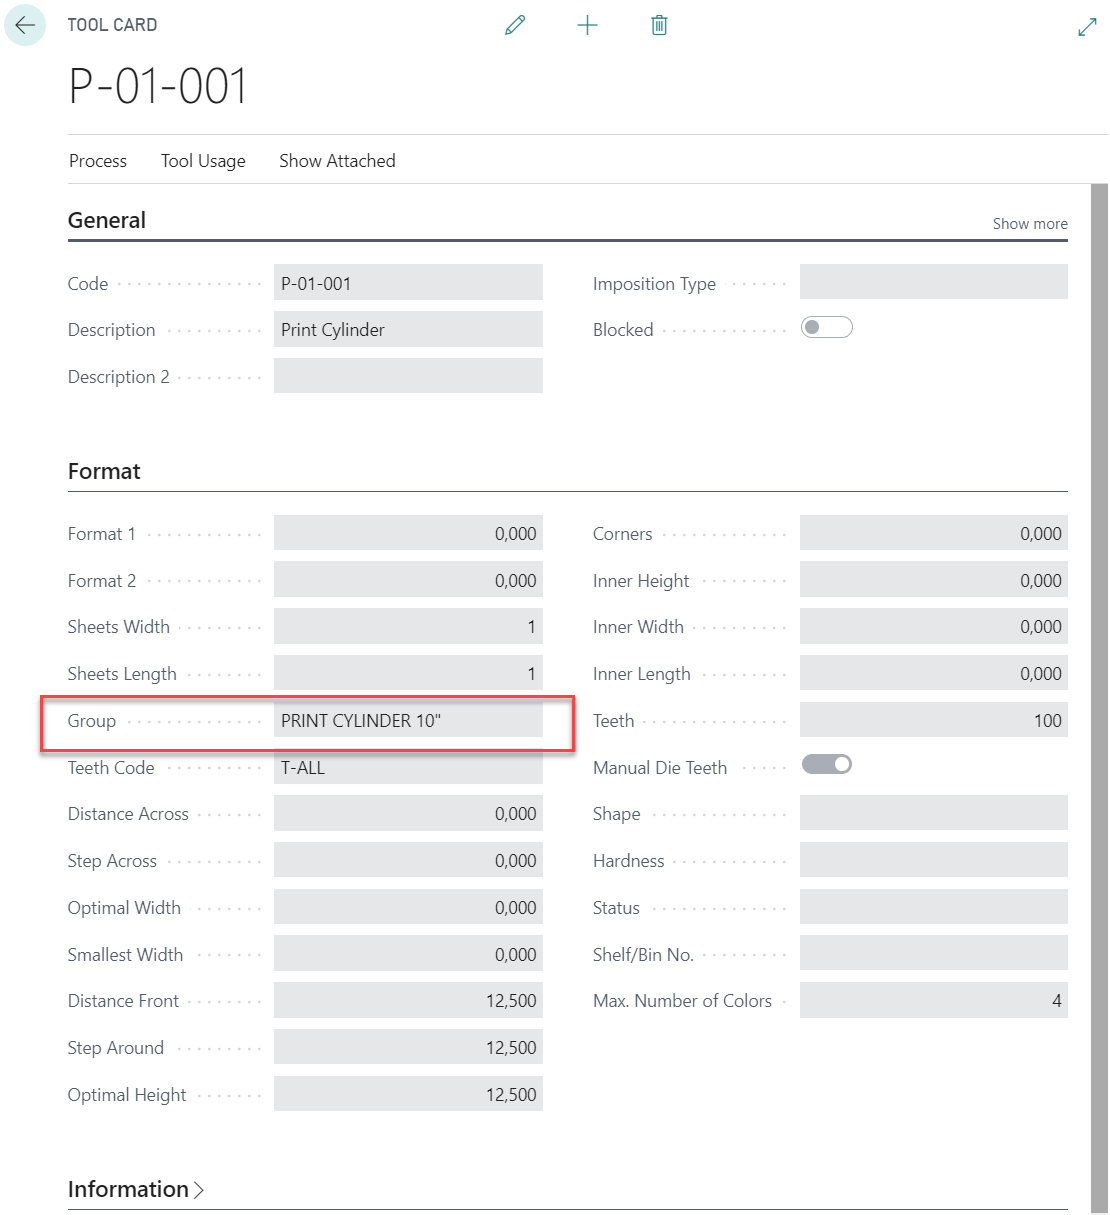 TOOL CARD
P-01-001
Process Tool Usage Show Attached
General Show more
Code P-01-001 Imposition Type
Description Print Cylinder Blocked
Description 2
Format
Format 1 0,000 Corners 0,000
Format 2 0,000 Inner Height 0,000
Sheets Width 1 Inner Width 0,000
Sheets Length 1 Inner Length 0,000
Group PRINT CYLINDER 10" Teeth 100
Teeth Code T-ALL Manual Die Teeth
Distance Across 0,000 Shape
Step Across 0,000 Hardness
Optimal Width 0,000 Status
Smallest Width 0,000 Shelf/Bin No.
Distance Front 12,500 Max. Number of Colors 4
Step Around 12,500
Optimal Height 12,500
Information